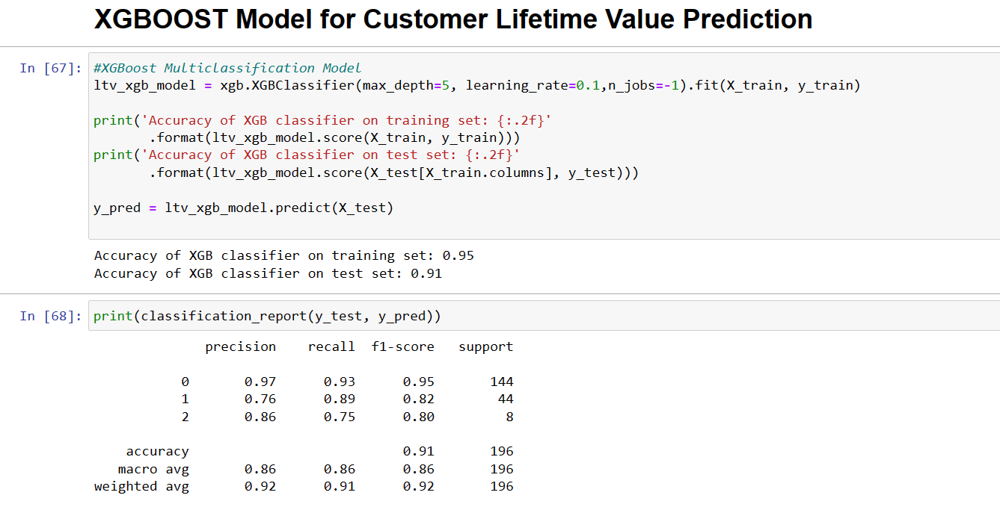 XGBOOST Model for Customer Lifetime Value Prediction
In [67]: #XGBoost Multiclassification Model
ltv_xgb_model = xgb.XGBClassifier(max_depth=5, learning_rate=0.1,n_jobs=-1).fit(X_train, y_train)
print('Accuracy of XGB classifier on training set: {:.2f}'
.format(ltv_xgb_model.score(X_train, y_train)))
print('Accuracy of XGB classifier on test set: {:.2f}'
.format(ltv_xgb_model.score(X_test[X_train.columns], y_test)))
y_pred = ltv_xgb_model.predict(X_test)
Accuracy of XGB classifier on training set: 0.95
Accuracy of XGB classifier on test set: 0.91
In [68]: print(classification_report(y_test, y_pred))
precision recall f1-score support
0 0.97 0.93 0.95 144
1 0.76 0.89 0.82 44
2 0.86 0.75 0.80 8
accuracy 0.91 196
macro avg 0.86 0.86 0.86 196
weighted avg 0.92 0.91 0.92 196